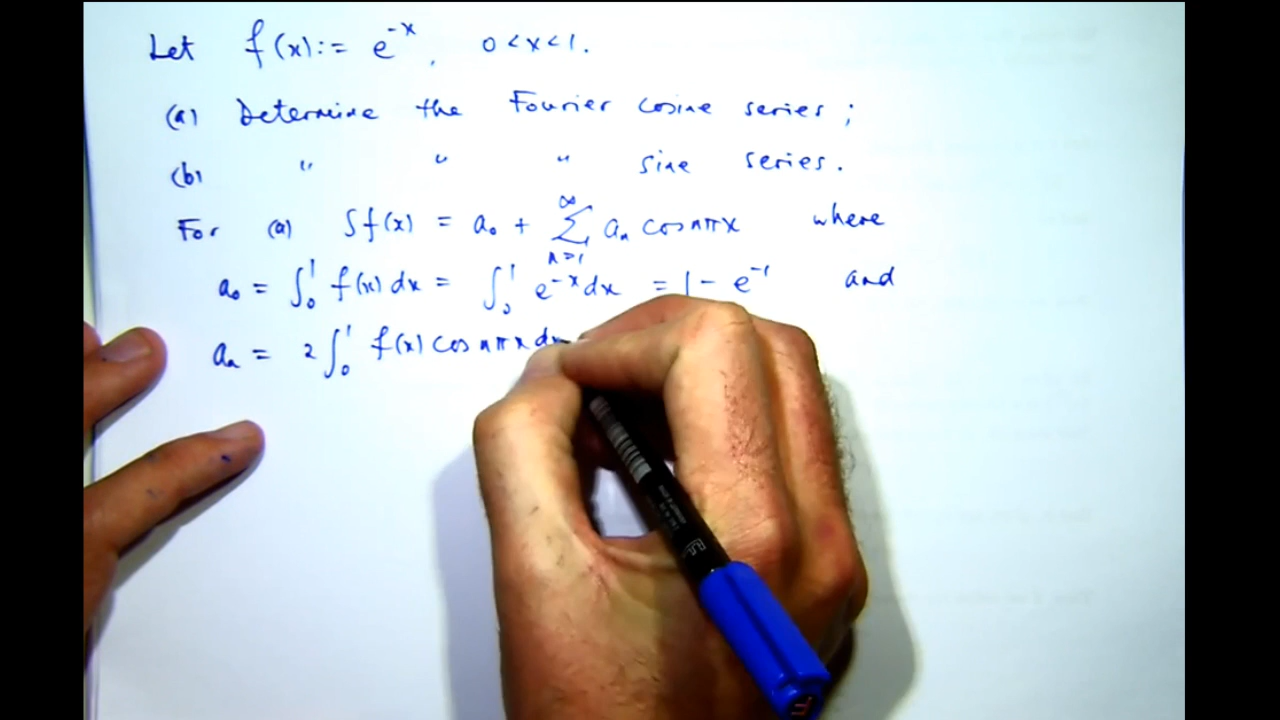 Let f(x) := e^{-x}, 0 < x < 1.
(a) Determine the Fourier cosine series;
(b) " " " sine series.
For (a) Sf(x) = a₀ + ∑_{n=1}^{∞} aₙ cos nπx where
a₀ = ∫₀¹ f(x) dx = ∫₀¹ e^{-x} dx = 1 - e^{-1} and
aₙ = 2 ∫₀¹ f(x) cos nπx dx